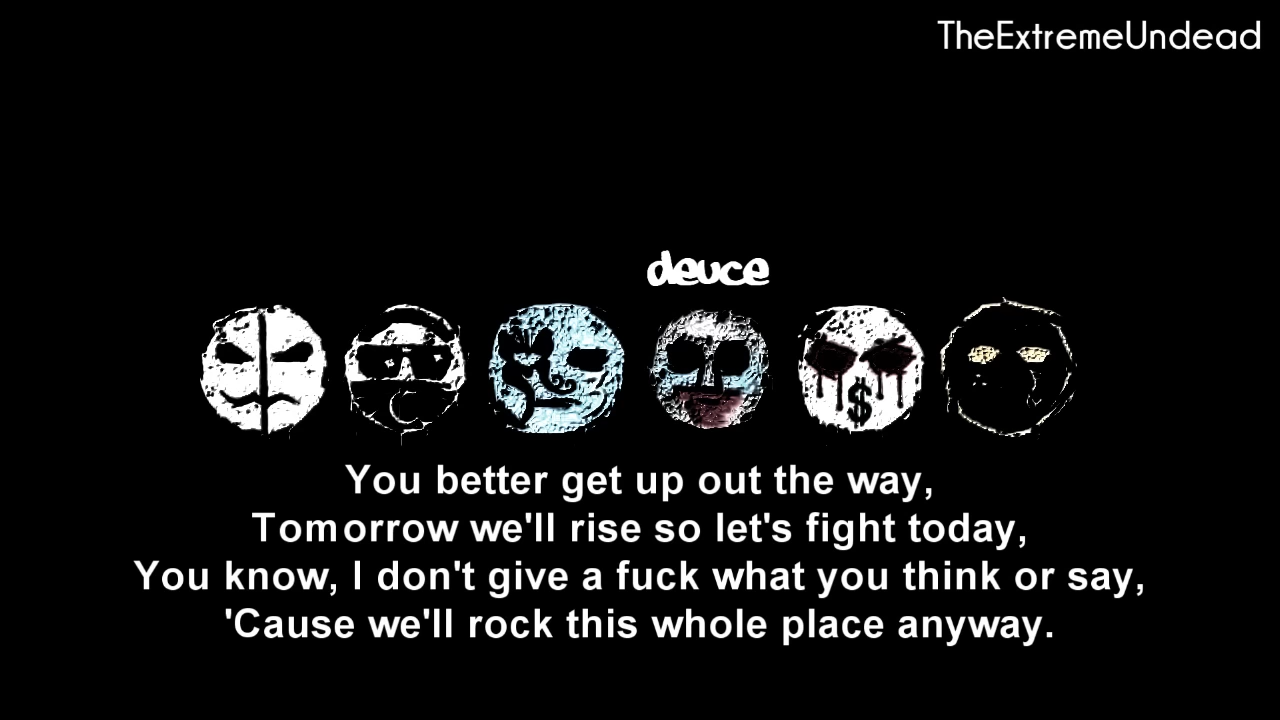 TheExtremeUndead
deuce
$
You better get up out the way,
Tomorrow we'll rise so let's fight today,
You know, I don't give a fuck what you think or say,
'Cause we'll rock this whole place anyway.